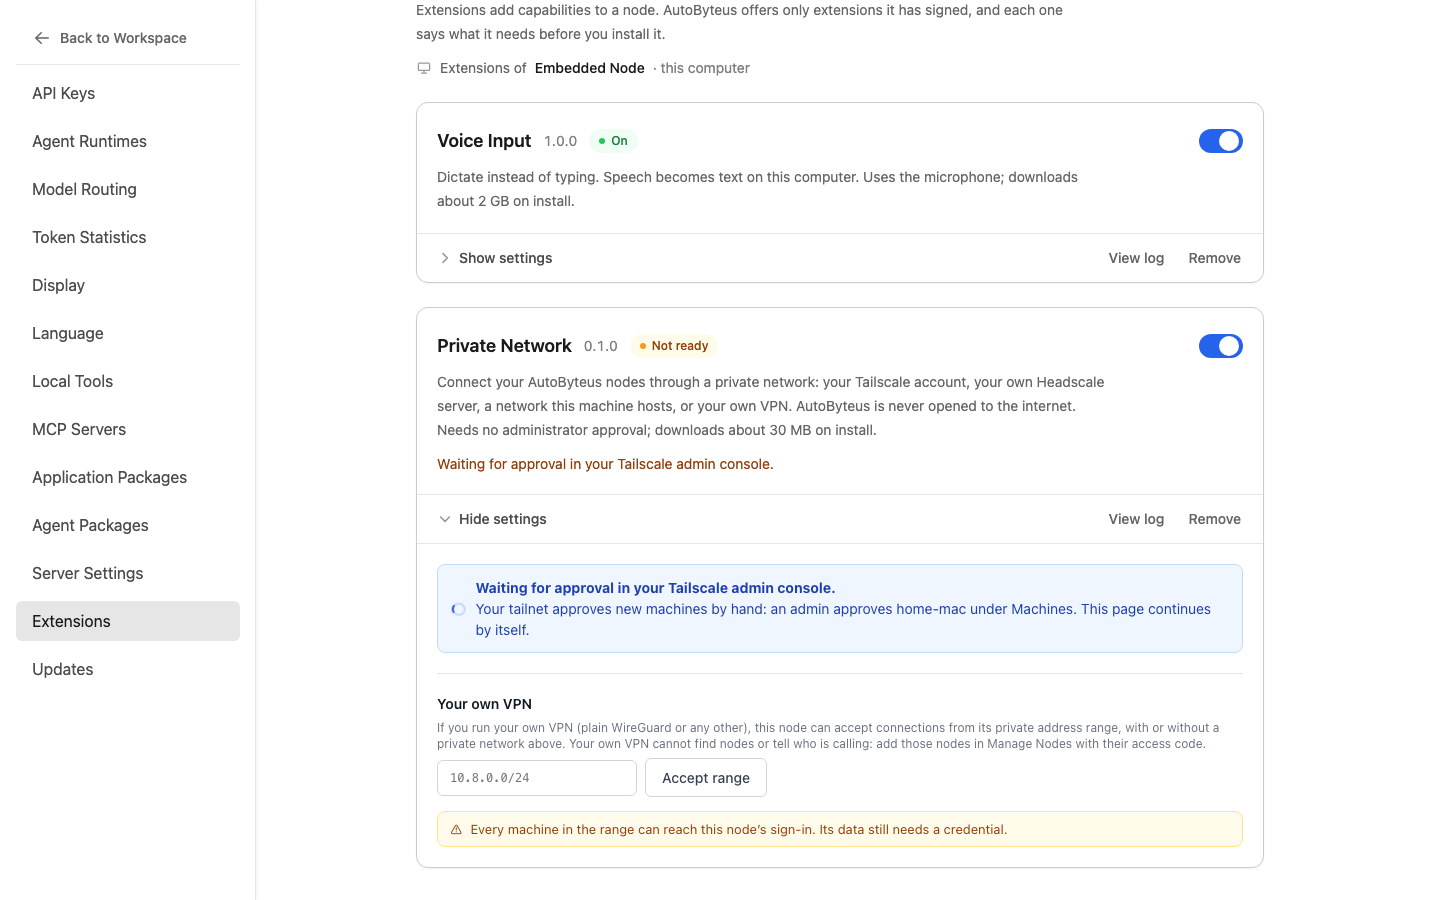 Back to Workspace
API Keys
Agent Runtimes
Model Routing
Token Statistics
Display
Language
Local Tools
MCP Servers
Application Packages
Agent Packages
Server Settings
Extensions
Updates
Extensions add capabilities to a node. AutoByteus offers only extensions it has signed, and each one
says what it needs before you install it.
Extensions of Embedded Node · this computer
Voice Input 1.0.0 On
Dictate instead of typing. Speech becomes text on this computer. Uses the microphone; downloads
about 2 GB on install.
Show settings View log Remove
Private Network 0.1.0 Not ready
Connect your AutoByteus nodes through a private network: your Tailscale account, your own Headscale
server, a network this machine hosts, or your own VPN. AutoByteus is never opened to the internet.
Needs no administrator approval; downloads about 30 MB on install.
Waiting for approval in your Tailscale admin console.
Hide settings View log Remove
Waiting for approval in your Tailscale admin console.
Your tailnet approves new machines by hand: an admin approves home-mac under Machines. This page continues
by itself.
Your own VPN
If you run your own VPN (plain WireGuard or any other), this node can accept connections from its private address range, with or without a
private network above. Your own VPN cannot find nodes or tell who is calling: add those nodes in Manage Nodes with their access code.
10.8.0.0/24 Accept range
Every machine in the range can reach this node’s sign-in. Its data still needs a credential.